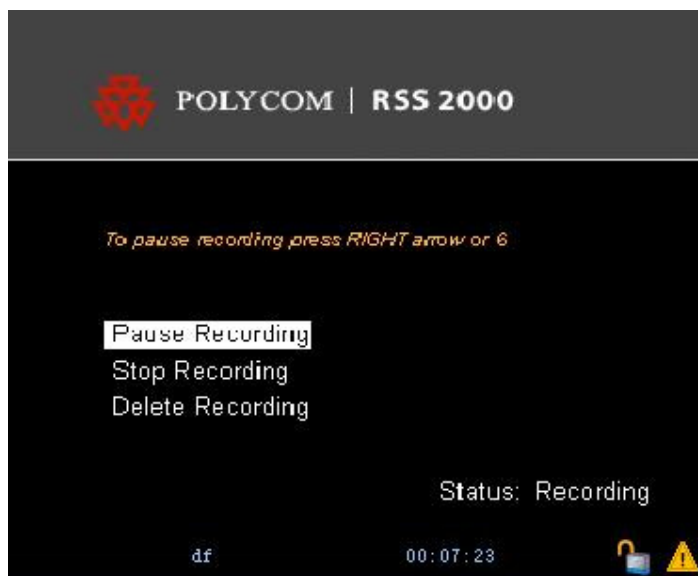 POLYCOM | RSS 2000
To pause recording press RIGHT arrow or 6
Pause Recording
Stop Recording
Delete Recording
Status: Recording
df 00:07:23